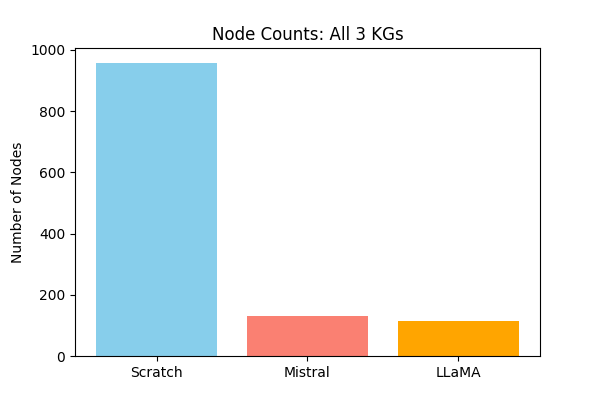 Node Counts: All 3 KGs
Number of Nodes
1000
800
600
400
200
0
Scratch
Mistral
LLaMA